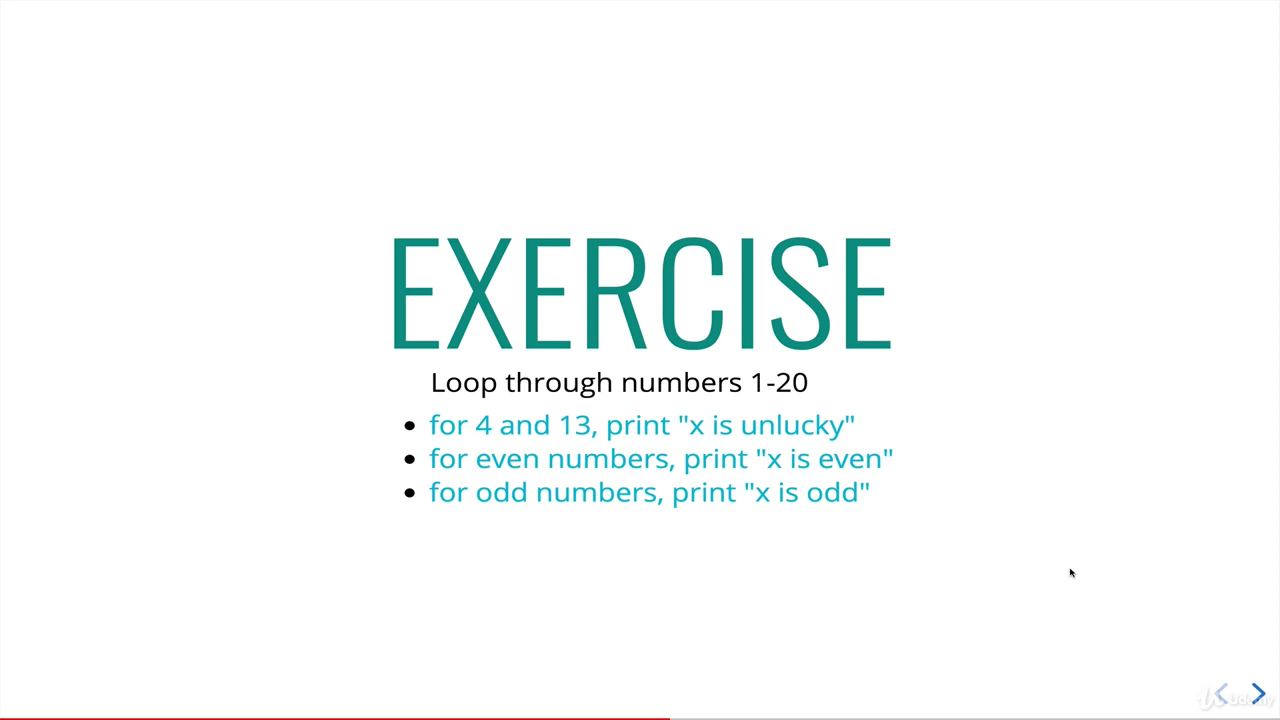 EXERCISE
Loop through numbers 1-20
for 4 and 13, print "x is unlucky"
for even numbers, print "x is even"
for odd numbers, print "x is odd"
Udemy